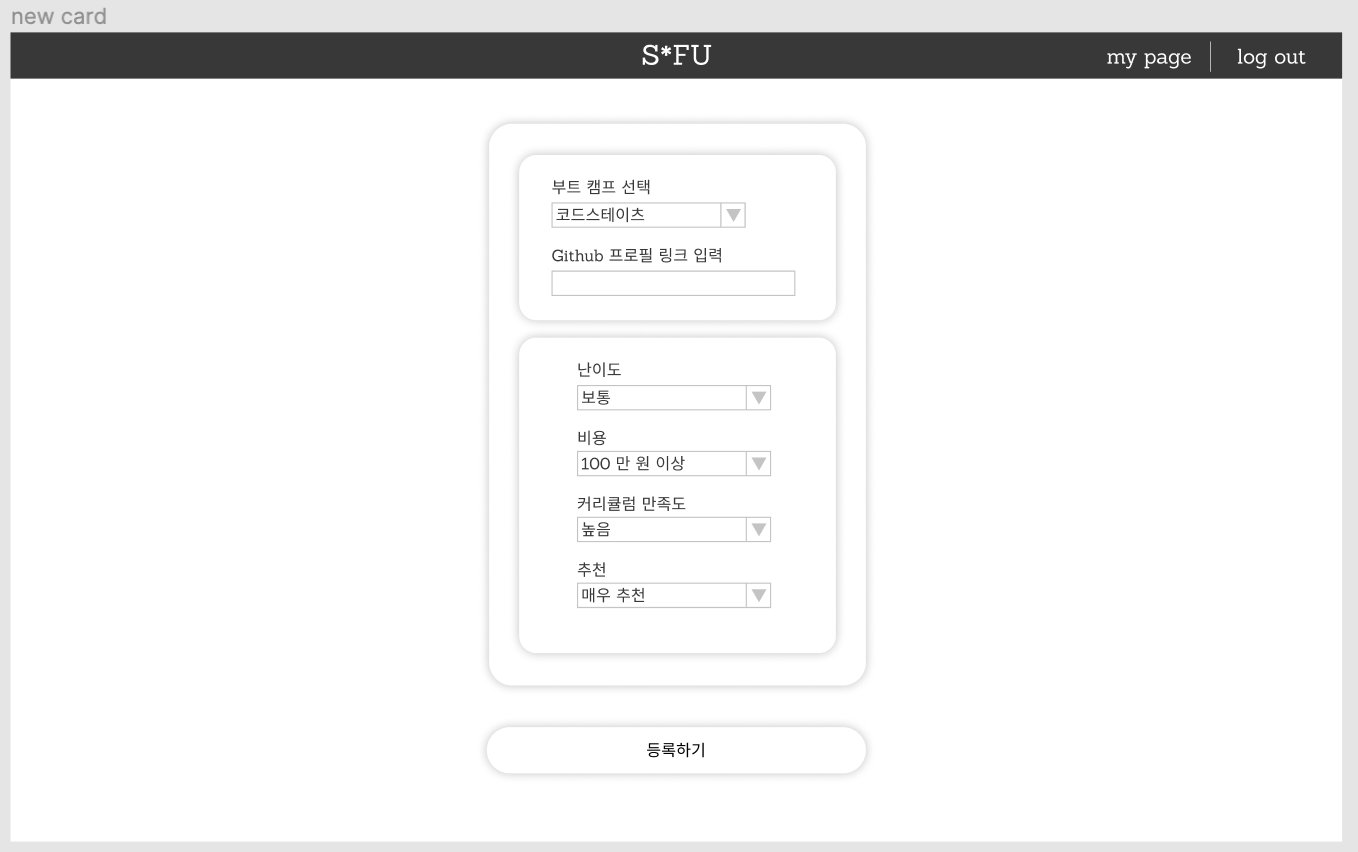 new card
S*FU
my page
log out
부트 캠프 선택
코드스테이츠
Github 프로필 링크 입력
난이도
보통
비용
100 만 원 이상
커리큘럼 만족도
높음
추천
매우 추천
등록하기